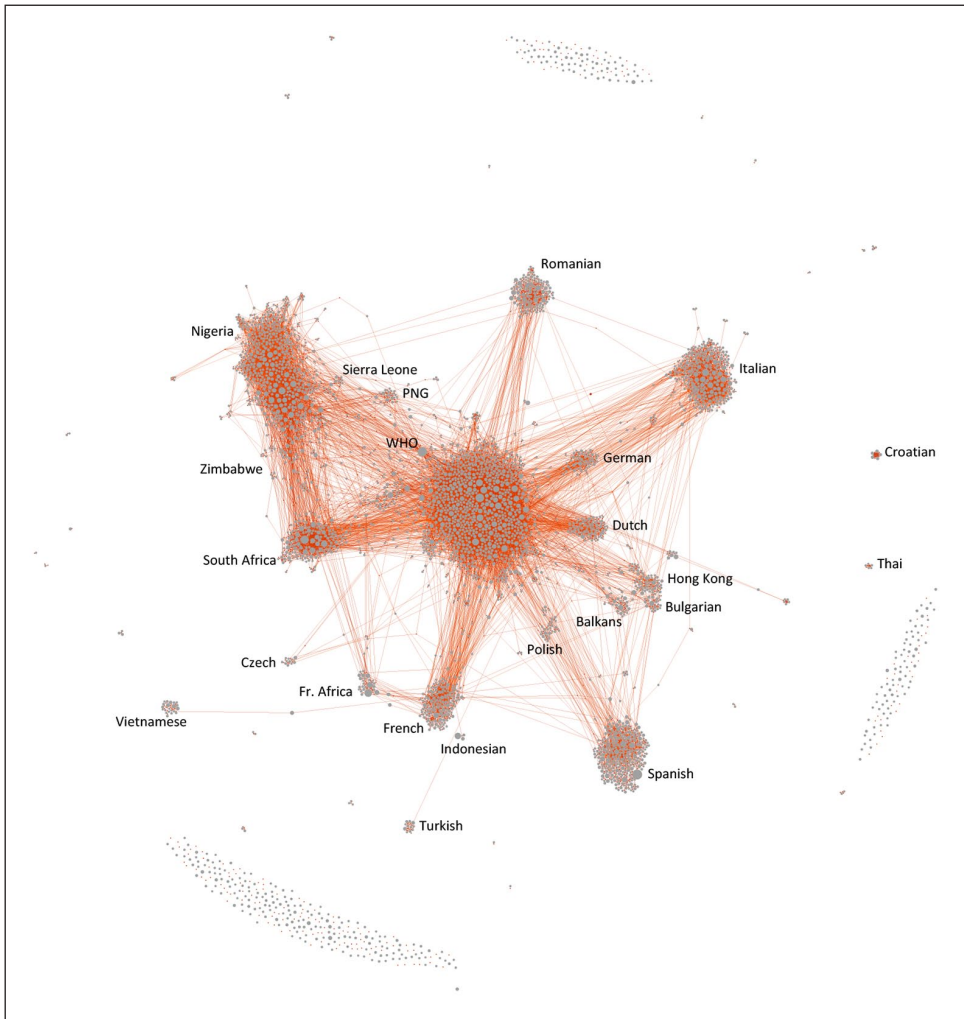 Romanian
Nigeria
Sierra Leone
Italian
PNG
WHO
Croatian
German
Zimbabwe
Dutch
South Africa
Thai
Hong Kong
Bulgarian
Balkans
Polish
Czech
Fr. Africa
Vietnamese
French
Indonesian
Spanish
Turkish